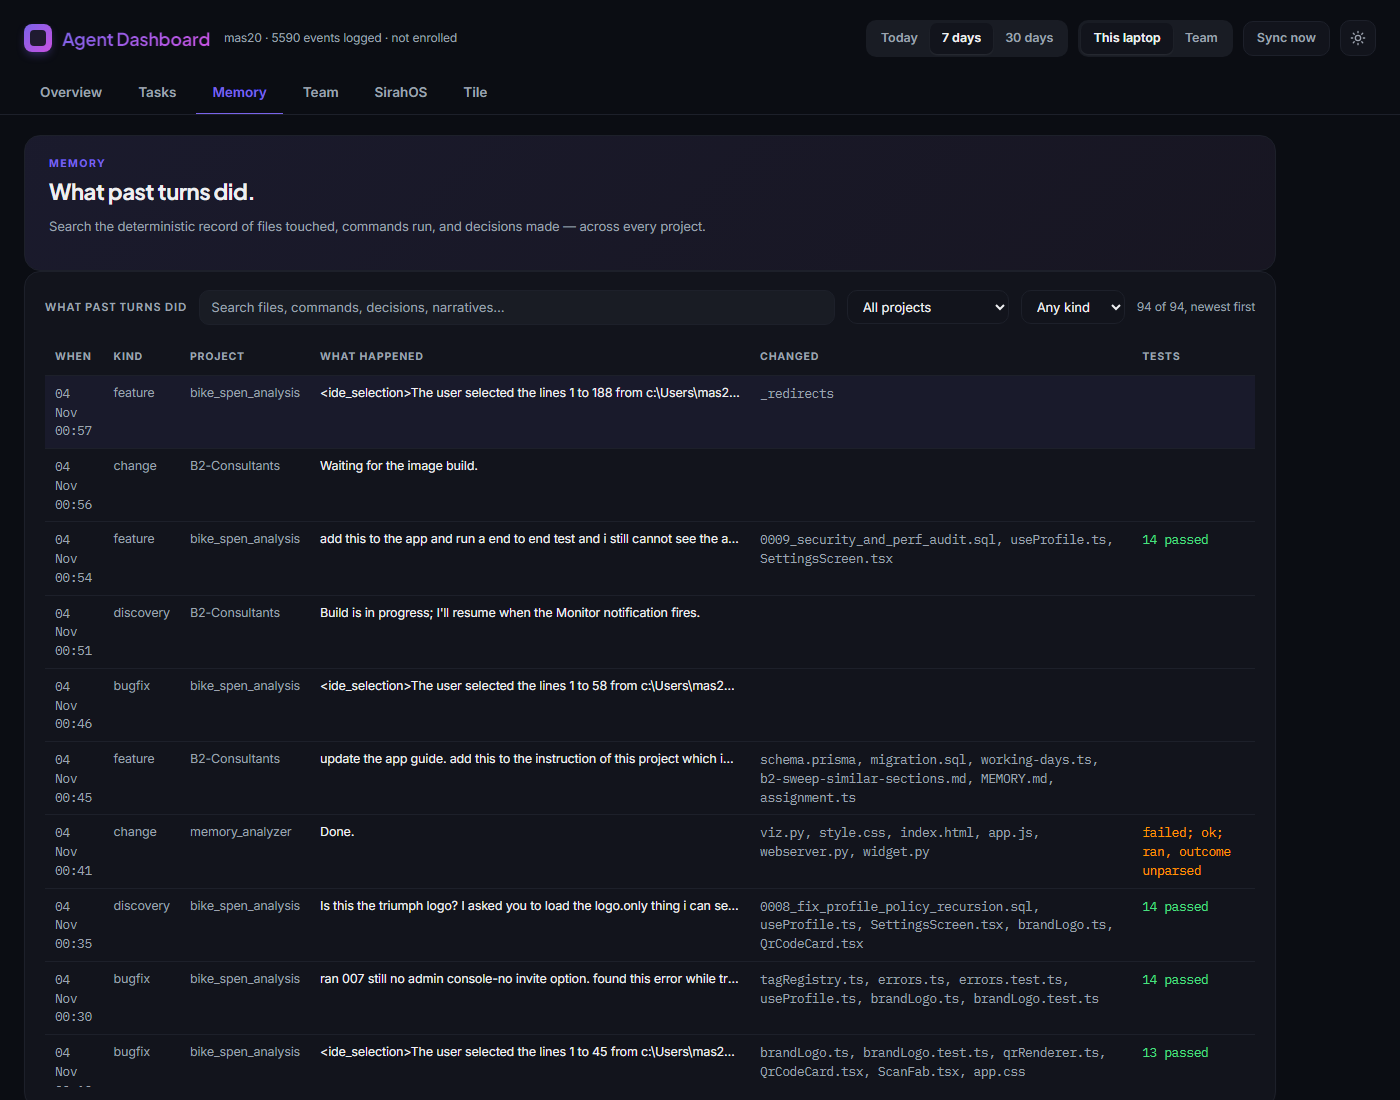 Agent Dashboard
mas20 · 5590 events logged · not enrolled
Today
7 days
30 days
This laptop
Team
Sync now
Overview
Tasks
Memory
Team
SirahOS
Tile
MEMORY
What past turns did.
Search the deterministic record of files touched, commands run, and decisions made — across every project.
WHAT PAST TURNS DID
Search files, commands, decisions, narratives...
All projects
Any kind
94 of 94, newest first
WHEN KIND PROJECT WHAT HAPPENED CHANGED TESTS
04 feature bike_spen_analysis <ide_selection>The user selected the lines 1 to 188 from c:\Users\mas2... _redirects
Nov
00:57
04 change B2-Consultants Waiting for the image build.
Nov
00:56
04 feature bike_spen_analysis add this to the app and run a end to end test and i still cannot see the a... 0009_security_and_perf_audit.sql, useProfile.ts, 14 passed
Nov SettingsScreen.tsx
00:54
04 discovery B2-Consultants Build is in progress; I'll resume when the Monitor notification fires.
Nov
00:51
04 bugfix bike_spen_analysis <ide_selection>The user selected the lines 1 to 58 from c:\Users\mas2...
Nov
00:46
04 feature B2-Consultants update the app guide. add this to the instruction of this project which i... schema.prisma, migration.sql, working-days.ts,
Nov b2-sweep-similar-sections.md, MEMORY.md,
00:45 assignment.ts
04 change memory_analyzer Done. viz.py, style.css, index.html, app.js, failed; ok;
Nov webserver.py, widget.py ran, outcome
00:41 unparsed
04 discovery bike_spen_analysis Is this the triumph logo? I asked you to load the logo.only thing i can se... 0008_fix_profile_policy_recursion.sql, 14 passed
Nov useProfile.ts, SettingsScreen.tsx, brandLogo.ts,
00:35 QrCodeCard.tsx
04 bugfix bike_spen_analysis ran 007 still no admin console-no invite option. found this error while tr... tagRegistry.ts, errors.ts, errors.test.ts, 14 passed
Nov useProfile.ts, brandLogo.ts, brandLogo.test.ts
00:30
04 bugfix bike_spen_analysis <ide_selection>The user selected the lines 1 to 45 from c:\Users\mas2... brandLogo.ts, brandLogo.test.ts, qrRenderer.ts, 13 passed
Nov QrCodeCard.tsx, ScanFab.tsx, app.css